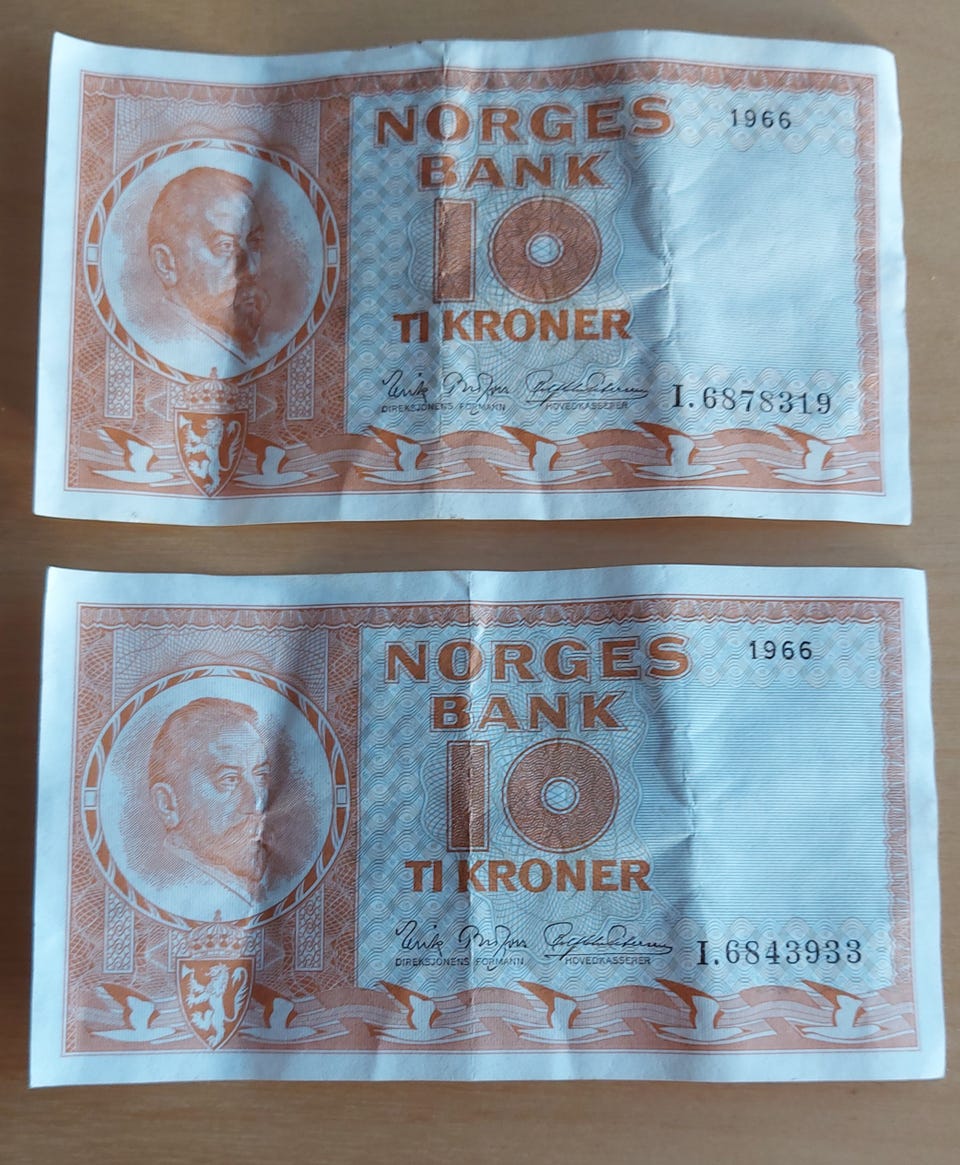 NORGES
1966
BANK
10
TI KRONER
DIREKSJONENS FORMANN HOVEDKASSERER
I.6878319
NORGES
1966
BANK
10
TI KRONER
DIREKSJONENS FORMANN HOVEDKASSERER
I.6843933